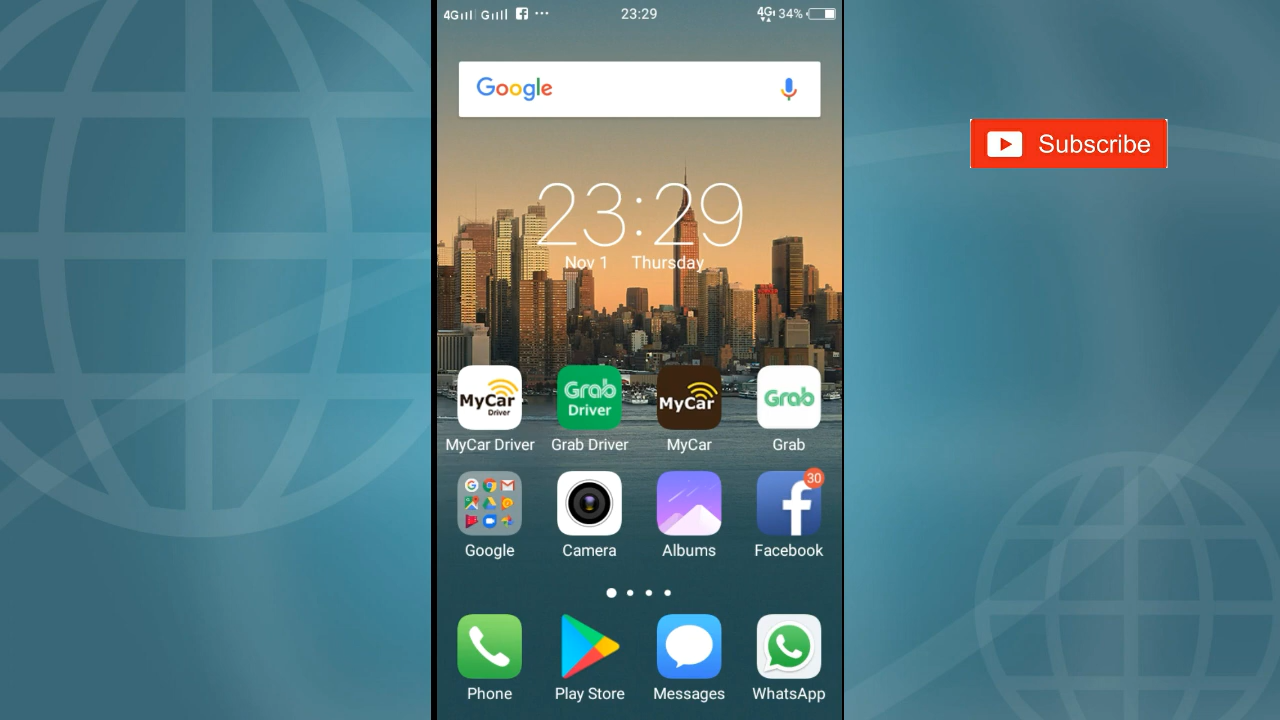 4G G 23:29 4G 34%
Google
Subscribe
23:29
Nov 1 Thursday
MyCar Driver
Grab Driver
MyCar
Grab
MyCar Driver Grab Driver MyCar Grab
30
Google Camera Albums Facebook
Phone Play Store Messages WhatsApp